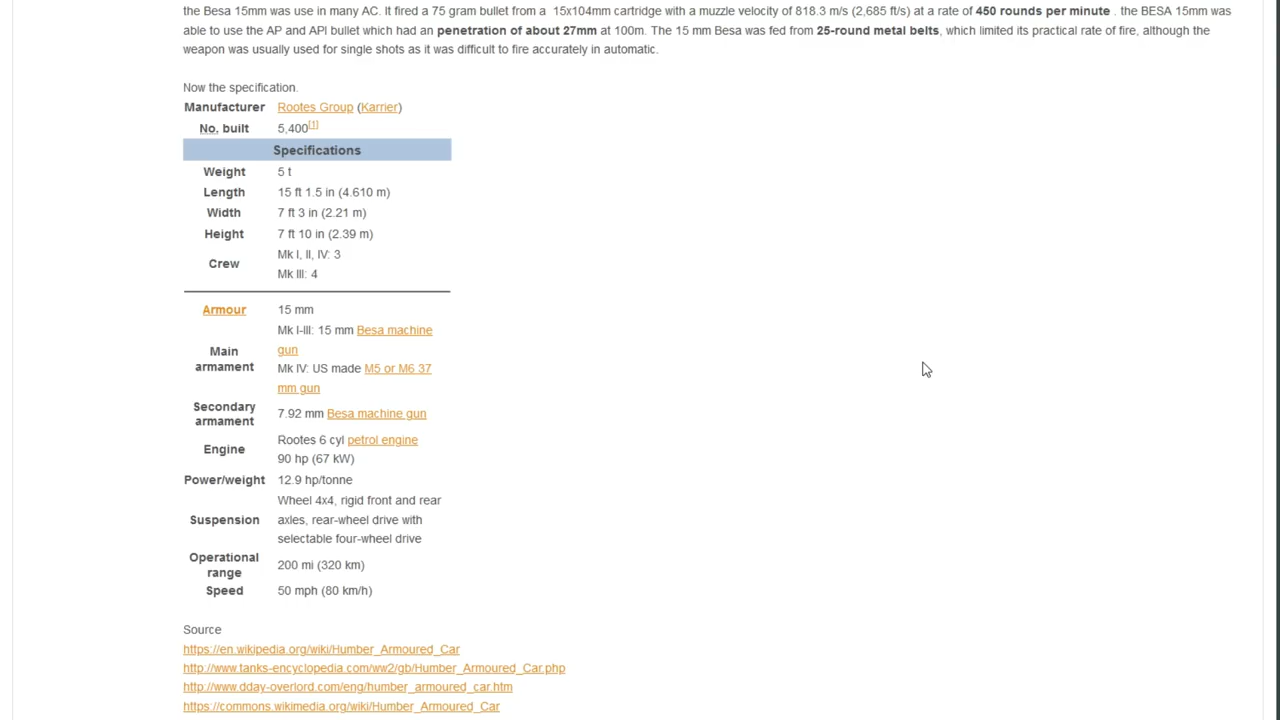 the Besa 15mm was use in many AC. It fired a 75 gram bullet from a  15x104mm cartridge with a muzzle velocity of 818.3 m/s (2,685 ft/s) at a rate of 450 rounds per minute . the BESA 15mm was
able to use the AP and API bullet which had an penetration of about 27mm at 100m. The 15 mm Besa was fed from 25-round metal belts, which limited its practical rate of fire, although the
weapon was usually used for single shots as it was difficult to fire accurately in automatic.
Now the specification.
Manufacturer Rootes Group (Karrier)
No. built 5,400[1]
Specifications
Weight 5 t
Length 15 ft 1.5 in (4.610 m)
Width 7 ft 3 in (2.21 m)
Height 7 ft 10 in (2.39 m)
Crew
Mk I, II, IV: 3
Mk III: 4
Armour 15 mm
Main
armament
Mk I-III: 15 mm Besa machine
gun
Mk IV: US made M5 or M6 37
mm gun
Secondary
armament
7.92 mm Besa machine gun
Engine
Rootes 6 cyl petrol engine
90 hp (67 kW)
Power/weight 12.9 hp/tonne
Suspension
Wheel 4x4, rigid front and rear
axles, rear-wheel drive with
selectable four-wheel drive
Operational
range
200 mi (320 km)
Speed 50 mph (80 km/h)
Source
https://en.wikipedia.org/wiki/Humber_Armoured_Car
http://www.tanks-encyclopedia.com/ww2/gb/Humber_Armoured_Car.php
http://www.dday-overlord.com/eng/humber_armoured_car.htm
https://commons.wikimedia.org/wiki/Humber_Armoured_Car